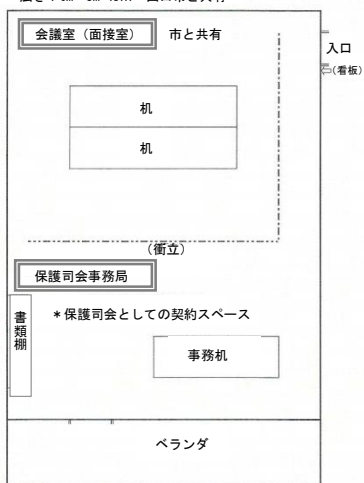 会議室（面接室） 市と共有
入口
⇦(看板)
机
机
(衝立)
保護司会事務局
＊保護司会としての契約スペース
書類棚
事務机
ベランダ